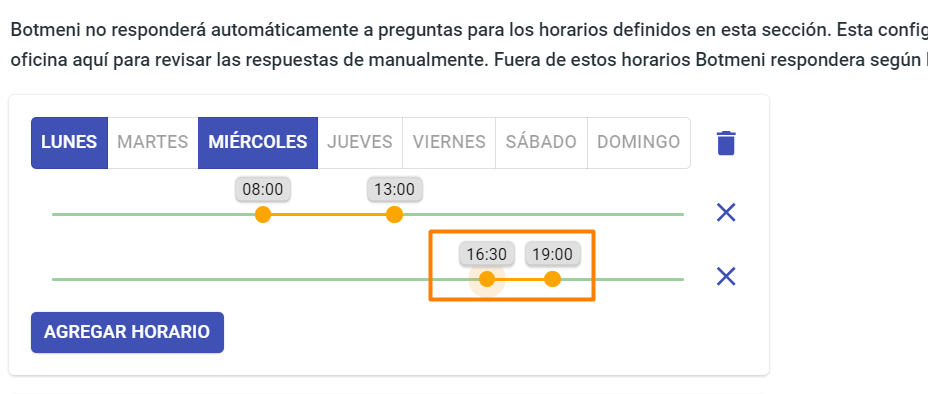 Botmeni no responderá automáticamente a preguntas para los horarios definidos en esta sección. Esta config
oficina aquí para revisar las respuestas de manualmente. Fuera de estos horarios Botmeni respondera según
LUNES MARTES MIÉRCOLES JUEVES VIERNES SÁBADO DOMINGO
08:00 13:00
16:30 19:00
AGREGAR HORARIO